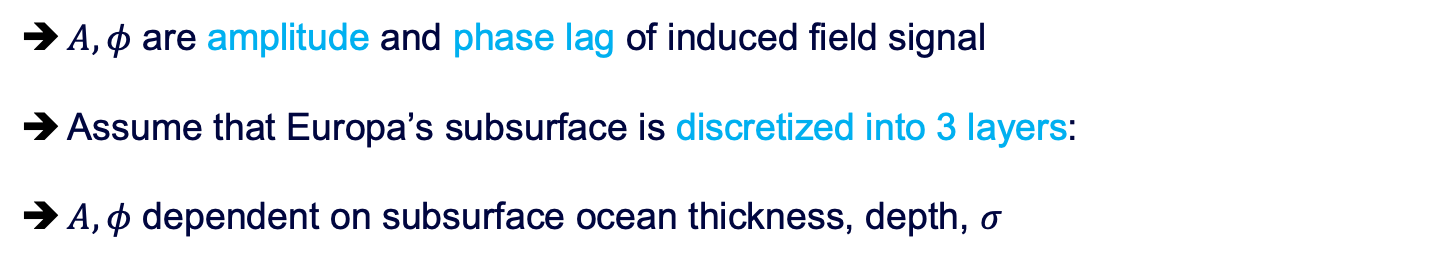 ➔ A, ϕ are amplitude and phase lag of induced field signal
➔ Assume that Europa’s subsurface is discretized into 3 layers:
➔ A, ϕ dependent on subsurface ocean thickness, depth, σ